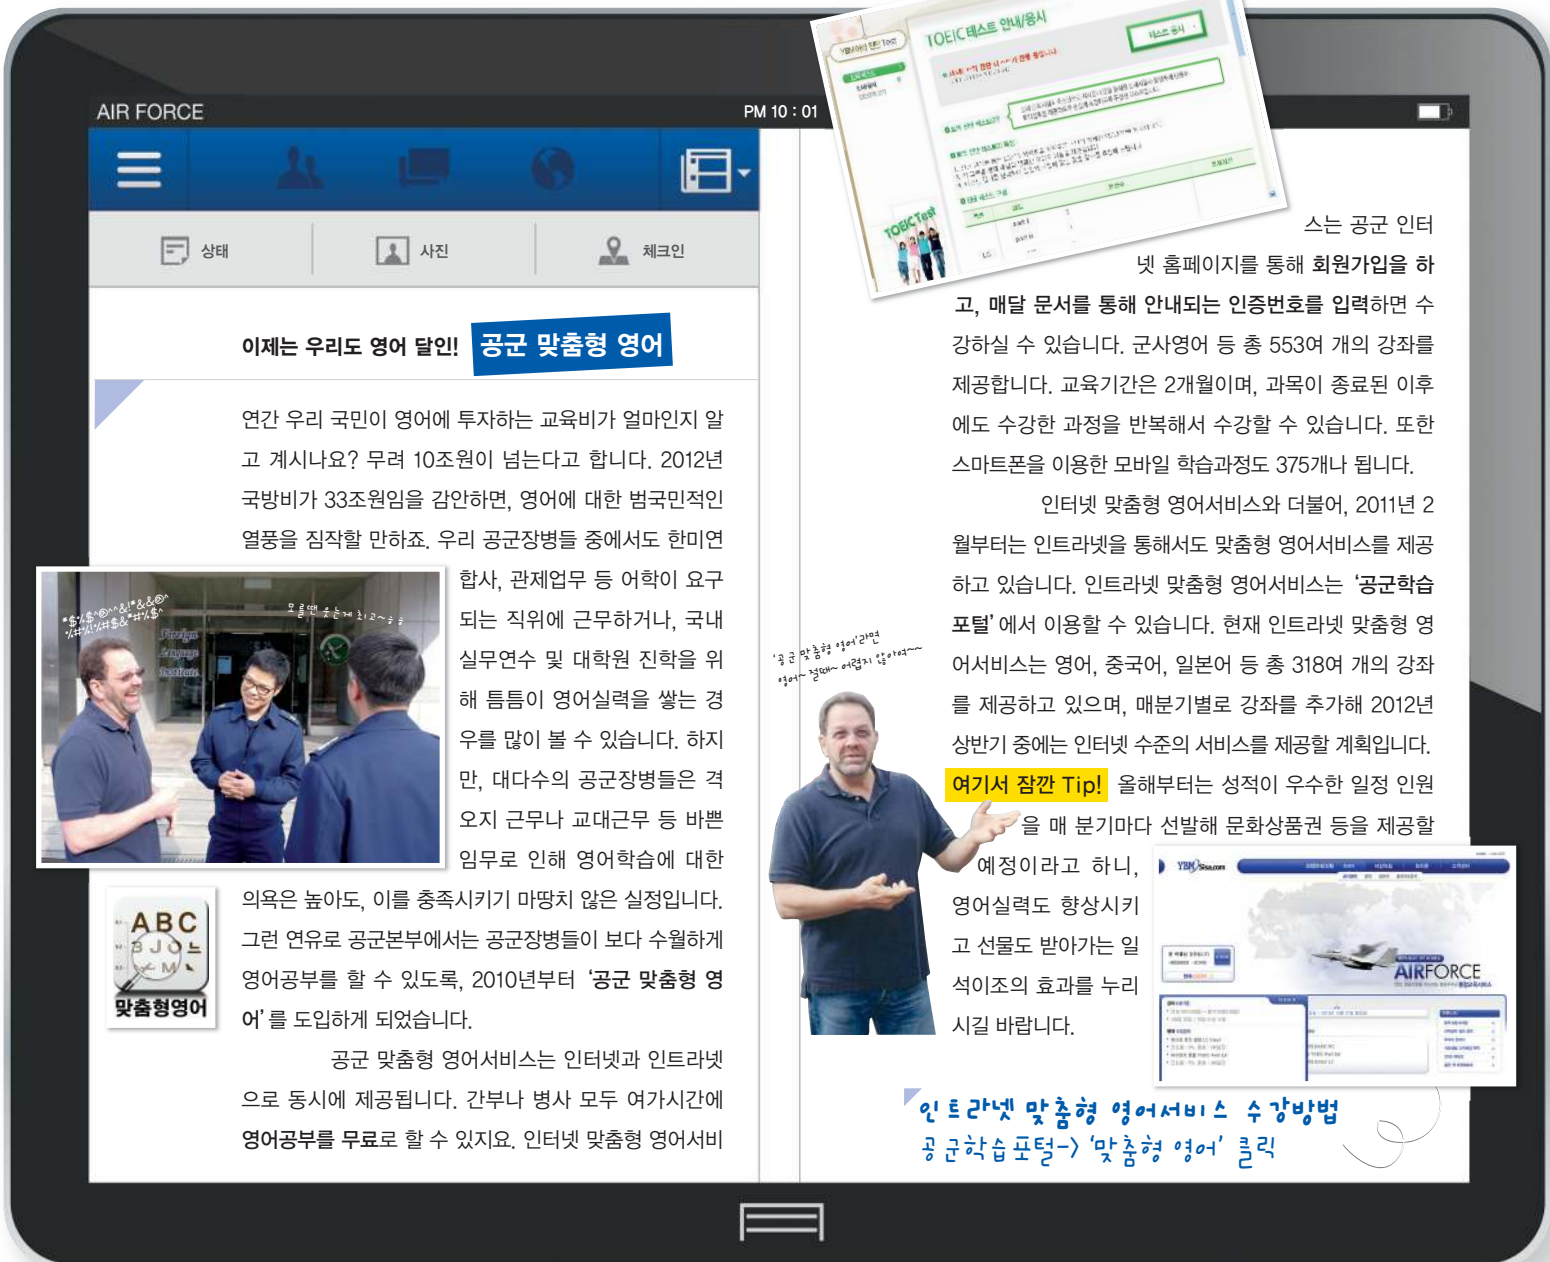 AIR FORCE
PM 10 : 01
상태
사진
체크인
이제는 우리도 영어 달인!
공군 맞춤형 영어
연간 우리 국민이 영어에 투자하는 교육비가 얼마인지 알
고 계시나요? 무려 10조원이 넘는다고 합니다. 2012년
국방비가 33조원임을 감안하면, 영어에 대한 범국민적인
열풍을 짐작할 만하죠. 우리 공군장병들 중에서도 한미연
합사, 관제업무 등 어학이 요구
되는 직위에 근무하거나, 국내
실무연수 및 대학원 진학을 위
해 틈틈이 영어실력을 쌓는 경
우를 많이 볼 수 있습니다. 하지
만, 대다수의 공군장병들은 격
오지 근무나 교대근무 등 바쁜
임무로 인해 영어학습에 대한
의욕은 높아도, 이를 충족시키기 마땅치 않은 실정입니다.
그런 연유로 공군본부에서는 공군장병들이 보다 수월하게
영어공부를 할 수 있도록, 2010년부터 ‘공군 맞춤형 영
어’를 도입하게 되었습니다.
공군 맞춤형 영어서비스는 인터넷과 인트라넷
으로 동시에 제공됩니다. 간부나 병사 모두 여가시간에
영어공부를 무료로 할 수 있지요. 인터넷 맞춤형 영어서비
모를땐 웃는게 최고~ㅎㅎ
Foreign
Language
Institute
ABC
맞춤형영어
TOEIC테스트 안내/응시
테스트 응시
TOEIC Test
스는 공군 인터
넷 홈페이지를 통해 회원가입을 하
고, 매달 문서를 통해 안내되는 인증번호를 입력하면 수
강하실 수 있습니다. 군사영어 등 총 553여 개의 강좌를
제공합니다. 교육기간은 2개월이며, 과목이 종료된 이후
에도 수강한 과정을 반복해서 수강할 수 있습니다. 또한
스마트폰을 이용한 모바일 학습과정도 375개나 됩니다.
인터넷 맞춤형 영어서비스와 더불어, 2011년 2
월부터는 인트라넷을 통해서도 맞춤형 영어서비스를 제공
하고 있습니다. 인트라넷 맞춤형 영어서비스는 ‘공군학습
포털’에서 이용할 수 있습니다. 현재 인트라넷 맞춤형 영
어서비스는 영어, 중국어, 일본어 등 총 318여 개의 강좌
를 제공하고 있으며, 매분기별로 강좌를 추가해 2012년
상반기 중에는 인터넷 수준의 서비스를 제공할 계획입니다.
여기서 잠깐 Tip! 올해부터는 성적이 우수한 일정 인원
을 매 분기마다 선발해 문화상품권 등을 제공할
예정이라고 하니,
영어실력도 향상시키
고 선물도 받아가는 일
석이조의 효과를 누리
시길 바랍니다.
‘공군 맞춤형 영어’라면
영어~ 절때~ 어렵지 않아여~~
YBM Sisa.com
AIRFORCE
인트라넷 맞춤형 영어서비스 수강방법
공군학습포털-> ‘맞춤형 영어’ 클릭